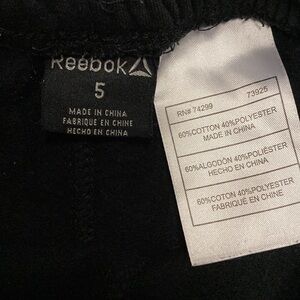 Reebok
5
MADE IN CHINA
FABRIQUÉ EN CHINE
HECHO EN CHINA
RN# 74299 73925
60%COTTON 40%POLYESTER
MADE IN CHINA
60%ALGODÓN 40%POLIÉSTER
HECHO EN CHINA
60%COTON 40%POLYESTER
FABRIQUÉ EN CHINE